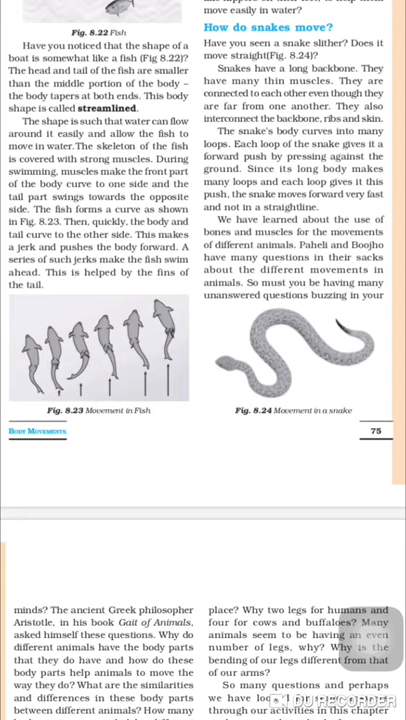 move easily in water?
Fig. 8.22 Fish
Have you noticed that the shape of a
boat is somewhat like a fish (Fig 8.22)?
The head and tail of the fish are smaller
than the middle portion of the body –
the body tapers at both ends. This body
shape is called streamlined.
The shape is such that water can flow
around it easily and allow the fish to
move in water.The skeleton of the fish
is covered with strong muscles. During
swimming, muscles make the front part
of the body curve to one side and the
tail part swings towards the opposite
side. The fish forms a curve as shown
in Fig. 8.23. Then, quickly, the body and
tail curve to the other side. This makes
a jerk and pushes the body forward. A
series of such jerks make the fish swim
ahead. This is helped by the fins of
the tail.
Fig. 8.23 Movement in Fish
How do snakes move?
Have you seen a snake slither? Does it
move straight(Fig. 8.24)?
Snakes have a long backbone. They
have many thin muscles. They are
connected to each other even though they
are far from one another. They also
interconnect the backbone, ribs and skin.
The snake's body curves into many
loops. Each loop of the snake gives it a
forward push by pressing against the
ground. Since its long body makes
many loops and each loop gives it this
push, the snake moves forward very fast
and not in a straightline.
We have learned about the use of
bones and muscles for the movements
of different animals. Paheli and Boojho
have many questions in their sacks
about the different movements in
animals. So must you be having many
unanswered questions buzzing in your
Fig. 8.24 Movement in a snake
BODY MOVEMENTS
75
minds? The ancient Greek philosopher
Aristotle, in his book Gait of Animals,
asked himself these questions. Why do
different animals have the body parts
that they do have and how do these
body parts help animals to move the
way they do? What are the similarities
and differences in these body parts
between different animals? How many
place? Why two legs for humans and
four for cows and buffaloes? Many
animals seem to be having an even
number of legs, why? Why is the
bending of our legs different from that
of our arms?
So many questions and perhaps
we have
through our activities in this chapter
DU RECORDER